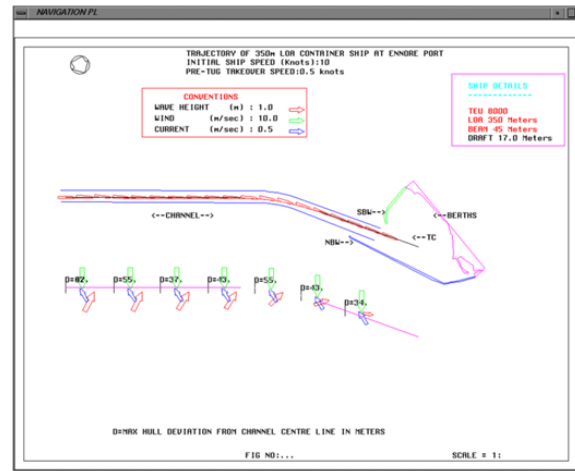 NAVIGATION PL
TRAJECTORY OF 350m LOA CONTAINER SHIP AT ENNORE PORT
INITIAL SHIP SPEED (Knots):10
PRE-TUG TAKEOVER SPEED:0.5 knots
CONVENTIONS
WAVE HEIGHT (m) : 1.0
WIND (m/sec) : 10.0
CURRENT (m/sec) : 0.5
SHIP DETAILS
--------------
TEU 8000
LOA 350 Meters
BEAM 45 Meters
DRAFT 17.0 Meters
SBW-->
<--BERTHS
<--CHANNEL-->
<--TC
NBW-->
D=82, D=55, D=37, D=43, D=55, D=43, D=34,
D=MAX HULL DEVIATION FROM CHANNEL CENTRE LINE IN METERS
FIG NO:... SCALE = 1: